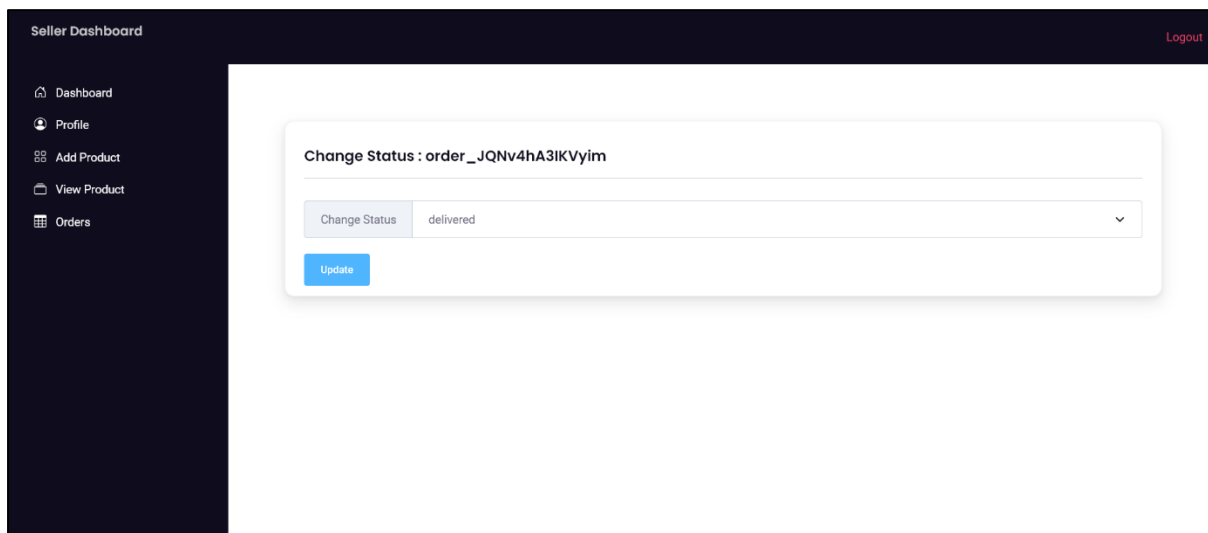 Seller Dashboard
Logout
Dashboard
Profile
Add Product
View Product
Orders
Change Status : order_JQNv4hA3IKVyim
Change Status delivered
Update